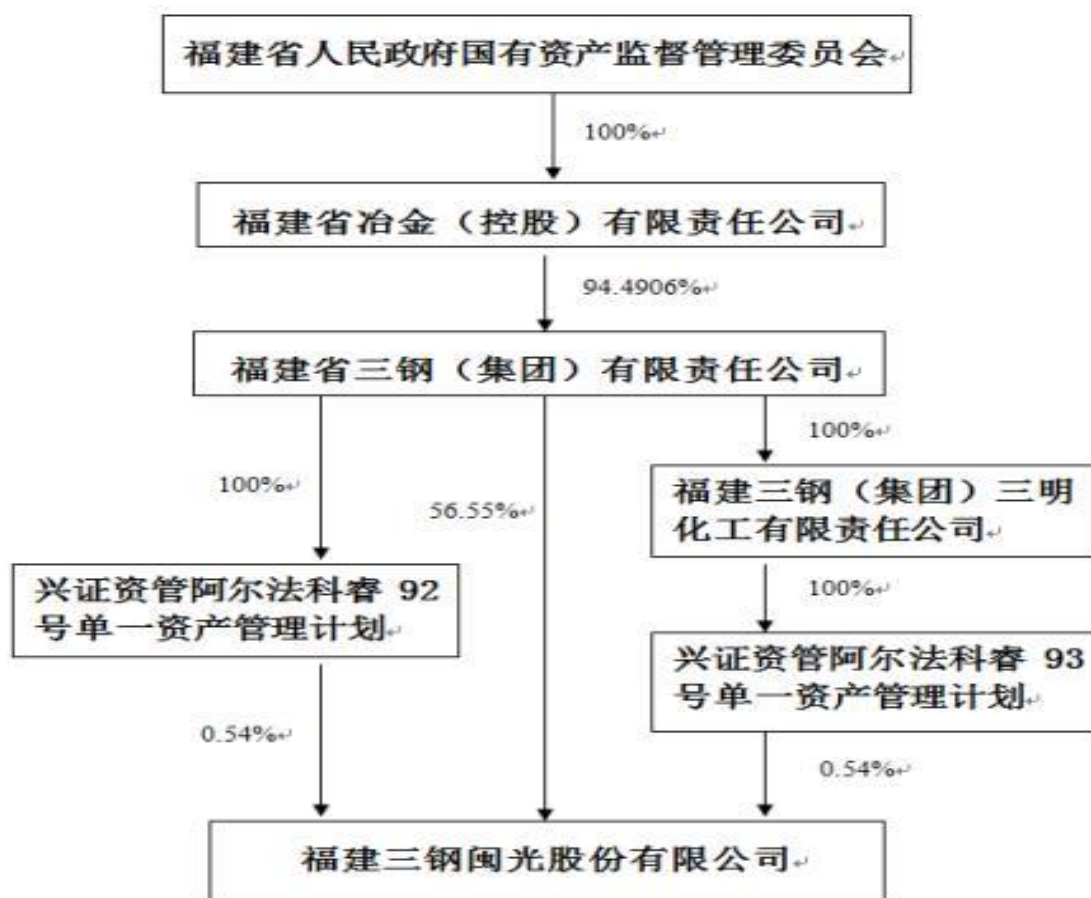 福建省人民政府国有资产监督管理委员会↵
100%↵
福建省冶金（控股）有限责任公司↵
94.4906%↵
福建省三钢（集团）有限责任公司↵
100%↵
100%↵
56.55%↵
福建三钢（集团）三明
化工有限责任公司↵
兴证资管阿尔法科睿 92
号单一资产管理计划↵
100%↵
兴证资管阿尔法科睿 93
号单一资产管理计划↵
0.54%↵
0.54%↵
福建三钢闽光股份有限公司↵